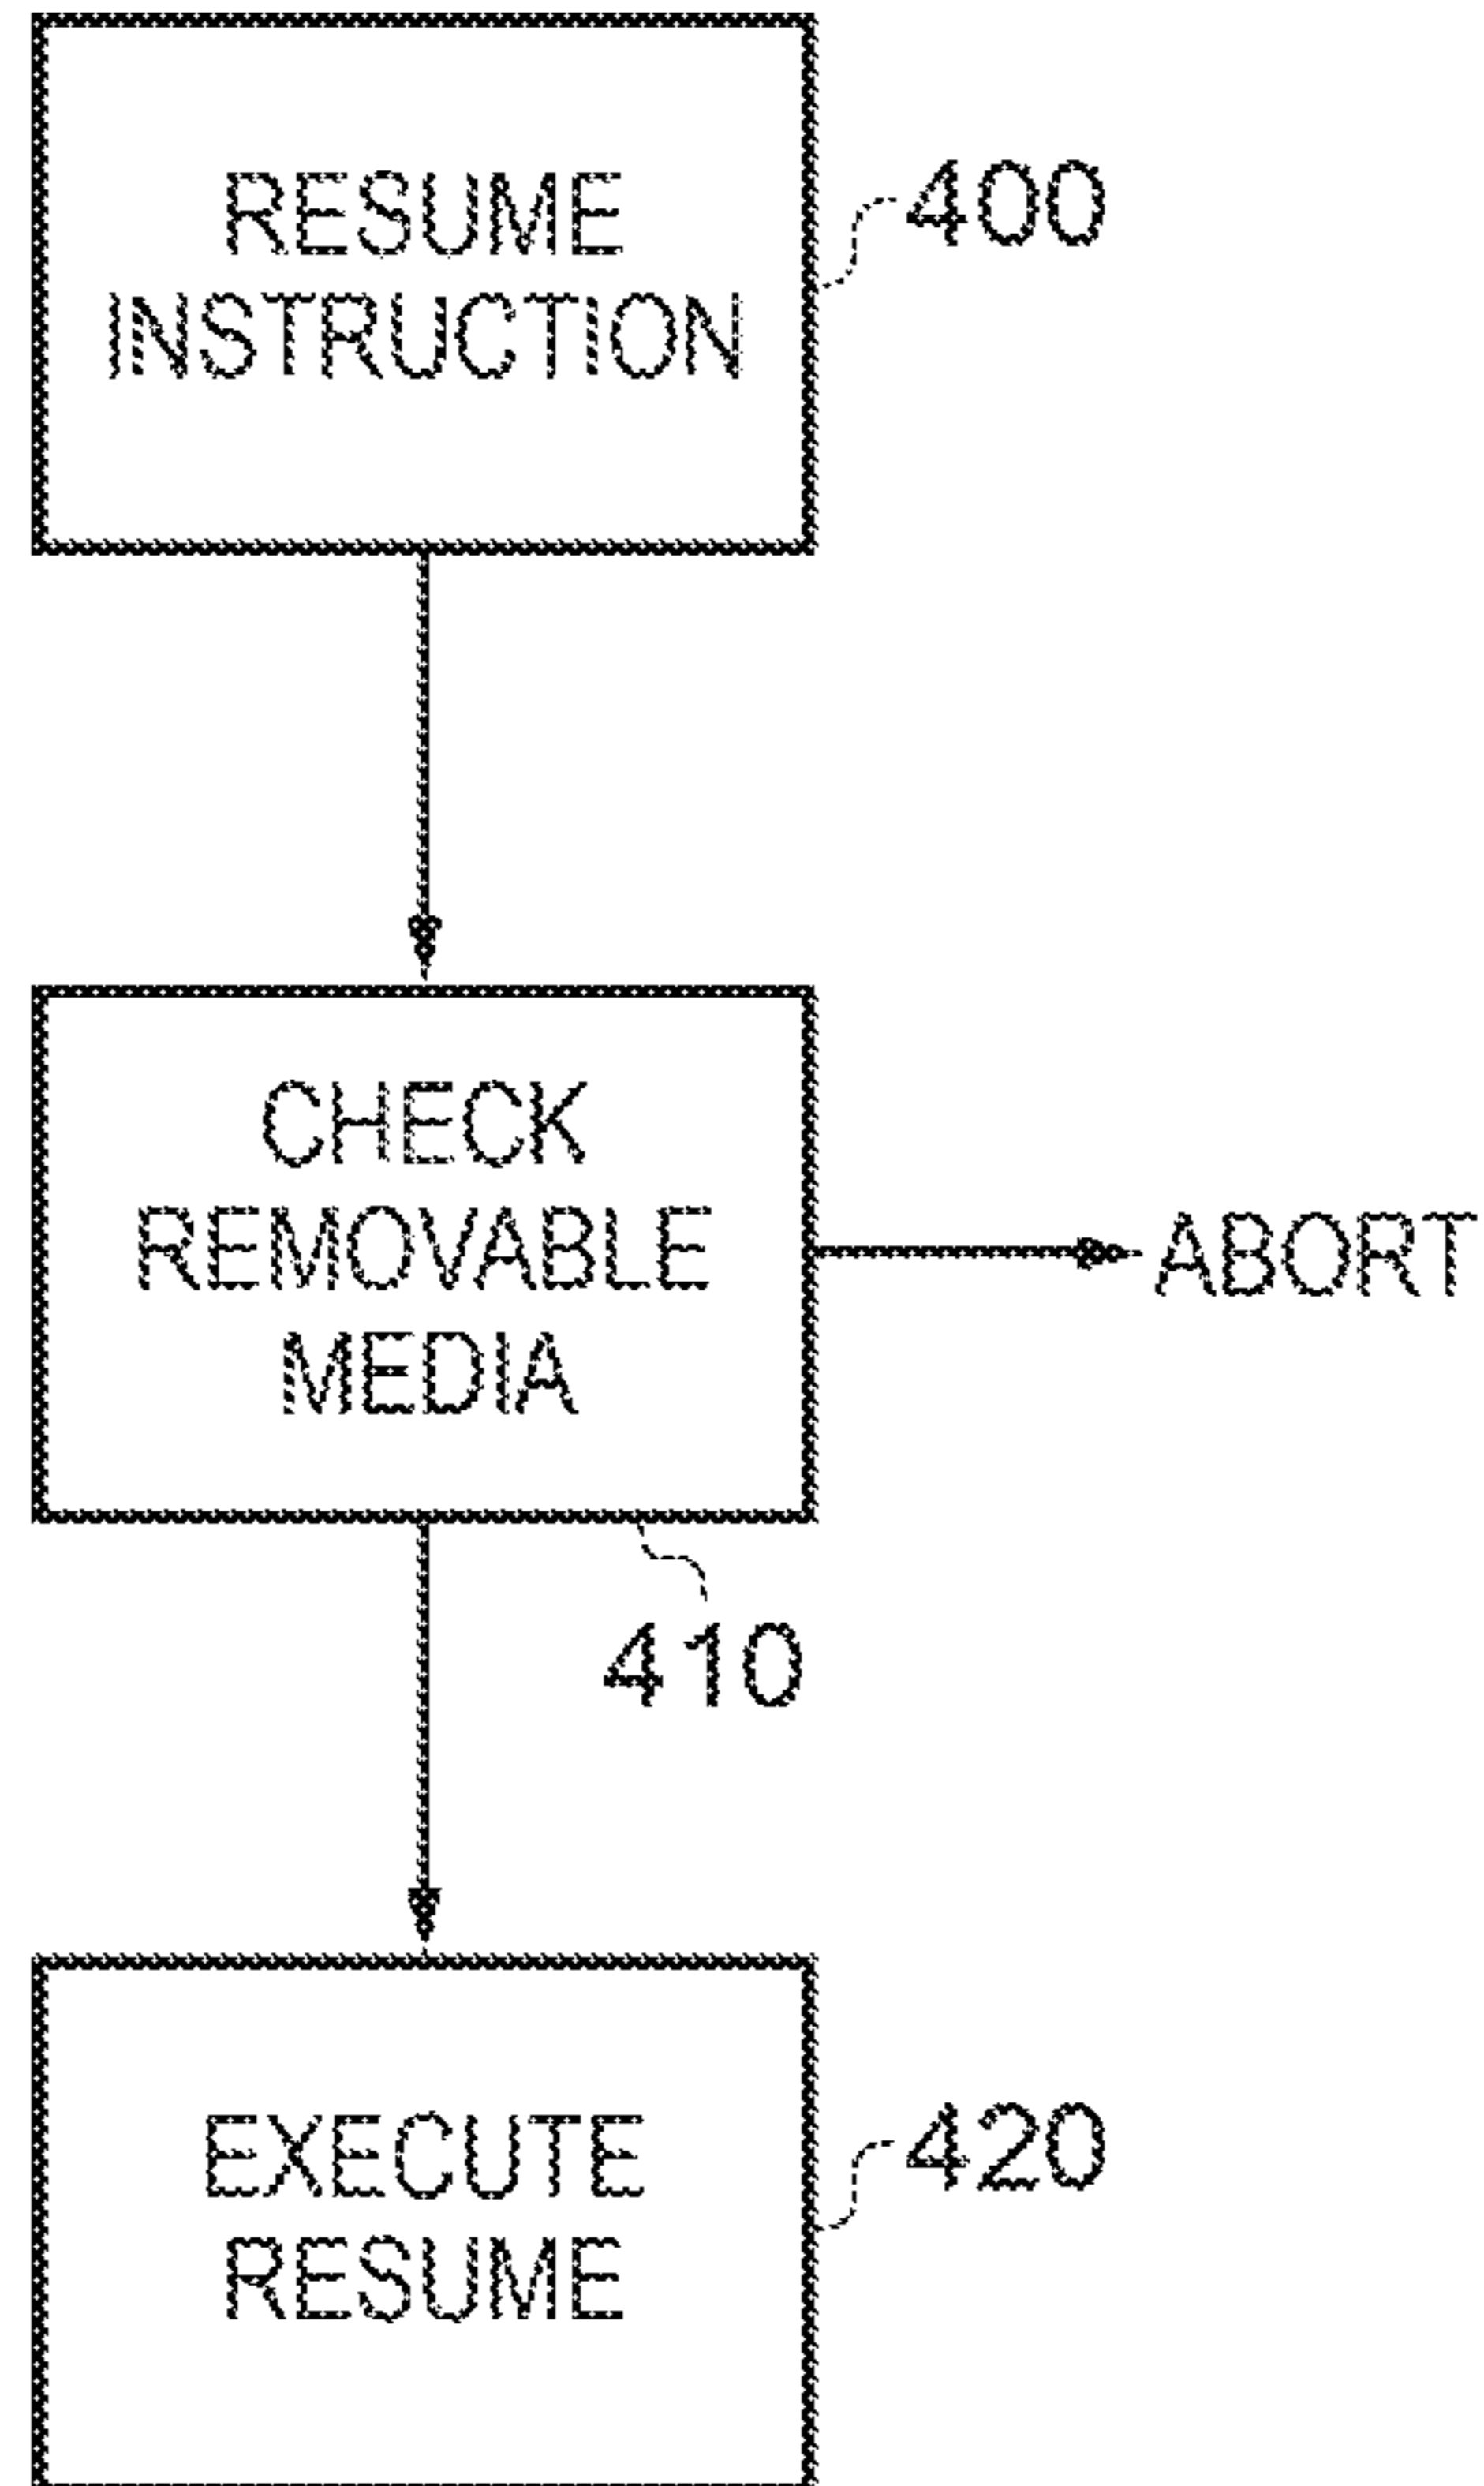 RESUME
INSTRUCTION
400
CHECK
REMOVABLE
MEDIA
ABORT
410
EXECUTE
RESUME
420